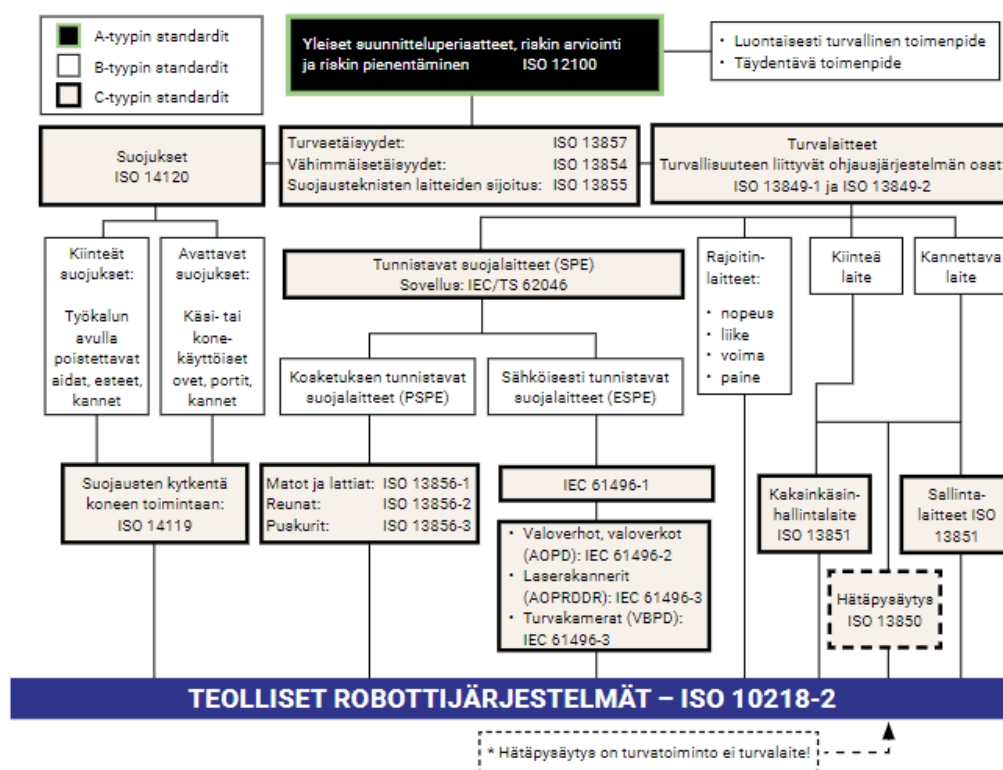 A-tyypin standardit
B-tyypin standardit
C-tyypin standardit
Yleiset suunnitteluperiaatteet, riskin arviointi
ja riskin pienentäminen ISO 12100
• Luontaisesti turvallinen toimenpide
• Täydentävä toimenpide
Suojukset
ISO 14120
Turvaetäisyydet: ISO 13857
Vähimmäisetäisyydet: ISO 13854
Suojausteknisten laitteiden sijoitus: ISO 13855
Turvalaitteet
Turvallisuuteen liittyvät ohjausjärjestelmän osat:
ISO 13849-1 ja ISO 13849-2
Kiinteät
suojukset:
Työkalun
avulla
poistettavat
aidat, esteet,
kannet
Avattavat
suojukset:
Käsi- tai
kone-
käyttöiset
ovet, portit,
kannet
Tunnistavat suojalaitteet (SPE)
Sovellus: IEC/TS 62046
Rajoitin-
laitteet:
• nopeus
• liike
• voima
• paine
Kiinteä
laite
Kannettava
laite
Kosketuksen tunnistavat
suojalaitteet (PSPE)
Sähköisesti tunnistavat
suojalaitteet (ESPE)
Suojausten kytkentä
koneen toimintaan:
ISO 14119
Matot ja lattiat: ISO 13856-1
Reunat: ISO 13856-2
Puskurit: ISO 13856-3
IEC 61496-1
• Valoverhot, valoverkot
(AOPD): IEC 61496-2
• Laserskannerit
(AOPRDDR): IEC 61496-3
• Turvakamerat (VBPD):
IEC 61496-3
Kaksinkäsin-
hallintalaite
ISO 13851
Sallinta-
laitteet ISO
13851
Hätäpysäytys
ISO 13850
TEOLLISET ROBOTTIJÄRJESTELMÄT – ISO 10218-2
* Hätäpysäytys on turvatoiminto ei turvalaite!